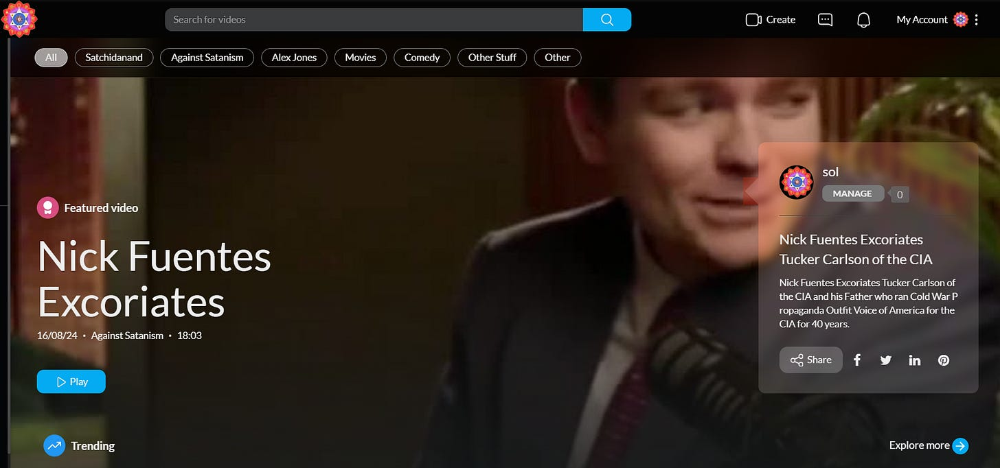 Search for videos
Create
My Account
All
Satchidanand
Against Satanism
Alex Jones
Movies
Comedy
Other Stuff
Other
Featured video
Nick Fuentes
Excoriates
16/08/24 • Against Satanism • 18:03
Play
sol
MANAGE
0
Nick Fuentes Excoriates
Tucker Carlson of the CIA
Nick Fuentes Excoriates Tucker Carlson of
the CIA and his Father who ran Cold War P
ropaganda Outfit Voice of America for the
CIA for 40 years.
Share
Trending
Explore more